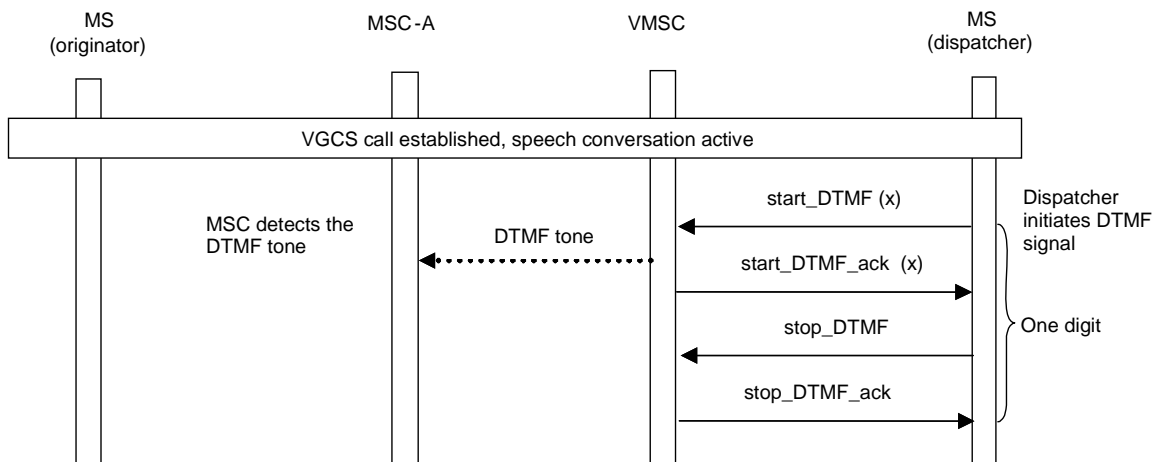 MS
(originator)
MSC-A
VMSC
MS
(dispatcher)
VGCS call established, speech conversation active
start_DTMF (x)
Dispatcher
initiates DTMF
signal
MSC detects the
DTMF tone
DTMF tone
start_DTMF_ack (x)
stop_DTMF
One digit
stop_DTMF_ack